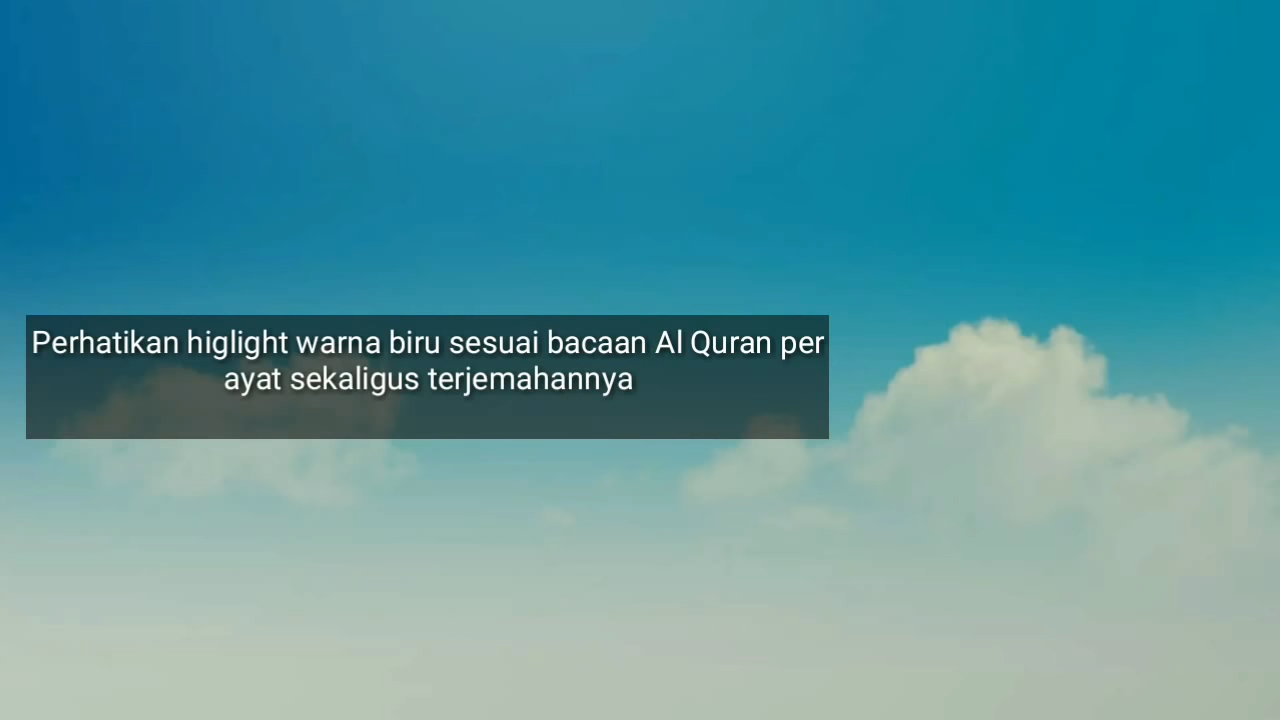 Perhatikan higlight warna biru sesuai bacaan Al Quran per
ayat sekaligus terjemahannya